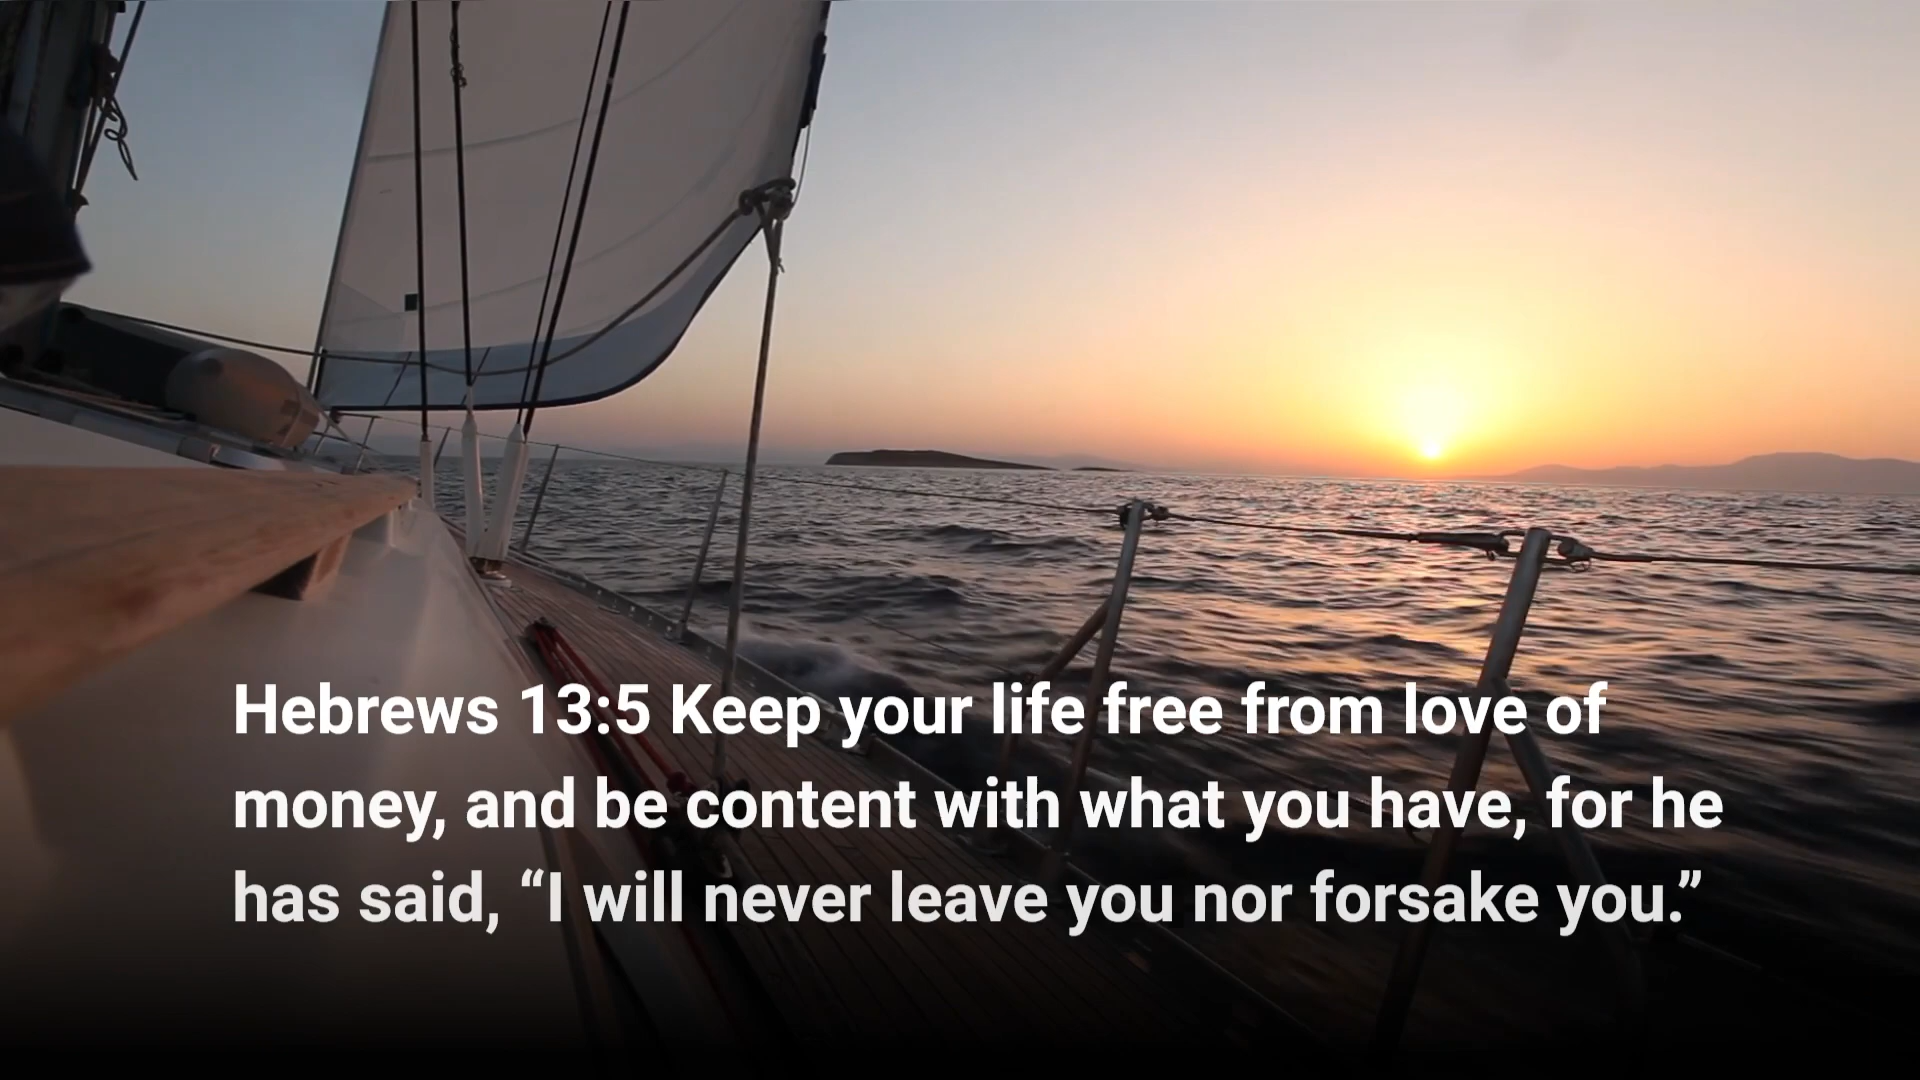 Hebrews 13:5 Keep your life free from love of
money, and be content with what you have, for he
has said, “I will never leave you nor forsake you.”